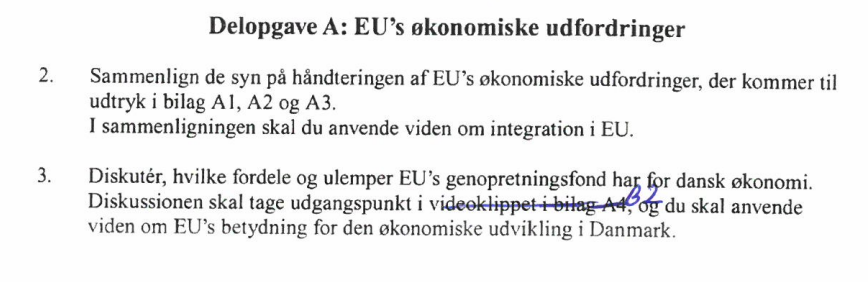 Delopgave A: EU's økonomiske udfordringer
2. Sammenlign de syn på håndteringen af EU's økonomiske udfordringer, der kommer til
udtryk i bilag A1, A2 og A3.
I sammenligningen skal du anvende viden om integration i EU.
3. Diskutér, hvilke fordele og ulemper EU's genopretningsfond har for dansk økonomi.
B2
Diskussionen skal tage udgangspunkt i videoklippet i bilag A4, og du skal anvende
viden om EU's betydning for den økonomiske udvikling i Danmark.